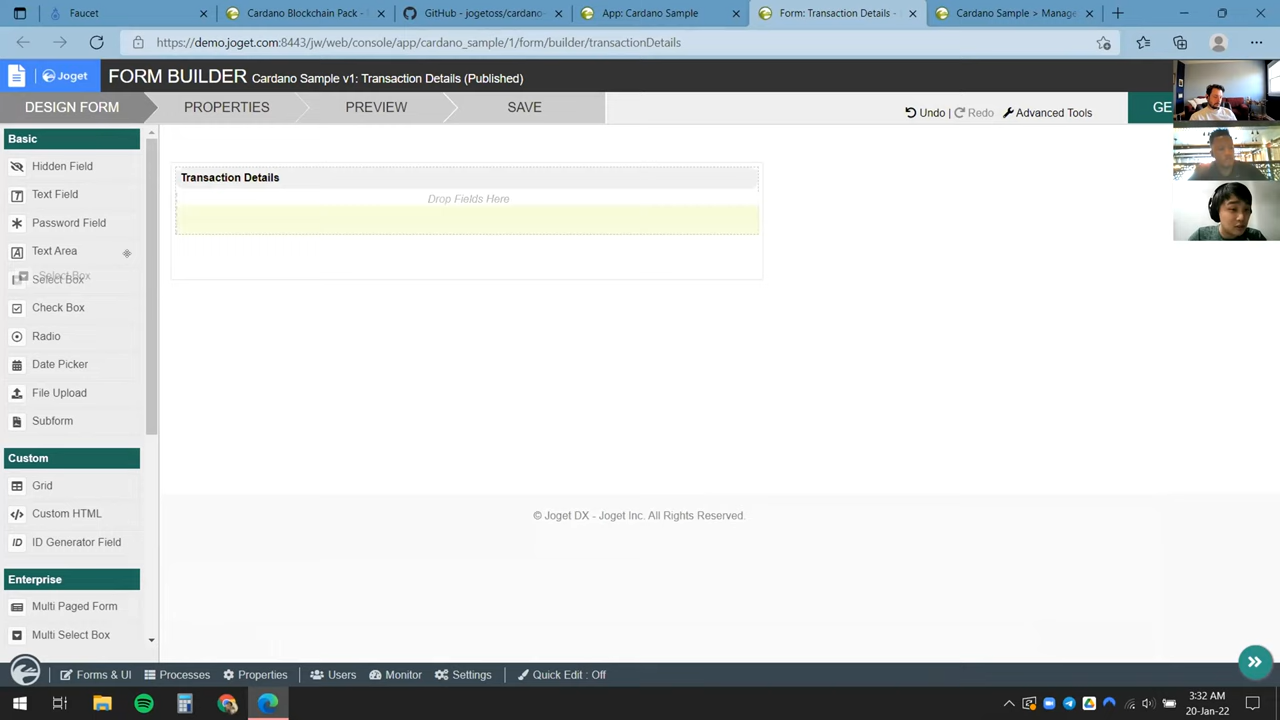 Faucet
Cardano Blockchain Pack -
GitHub - jogetoss/cardano-
App: Cardano Sample
Form: Transaction Details -
Cardano Sample > Manage
https://demo.joget.com:8443/jw/web/console/app/cardano_sample/1/form/builder/transactionDetails
Joget
FORM BUILDER Cardano Sample v1: Transaction Details (Published)
DESIGN FORM
PROPERTIES
PREVIEW
SAVE
Undo | Redo
Advanced Tools
GE
Basic
Hidden Field
Text Field
Password Field
Text Area
Select Box
Select Box
Check Box
Radio
Date Picker
File Upload
Subform
Custom
Grid
Custom HTML
ID Generator Field
Enterprise
Multi Paged Form
Multi Select Box
Transaction Details
Drop Fields Here
© Joget DX - Joget Inc. All Rights Reserved.
Forms & UI
Processes
Properties
Users
Monitor
Settings
Quick Edit : Off
3:32 AM
20-Jan-22